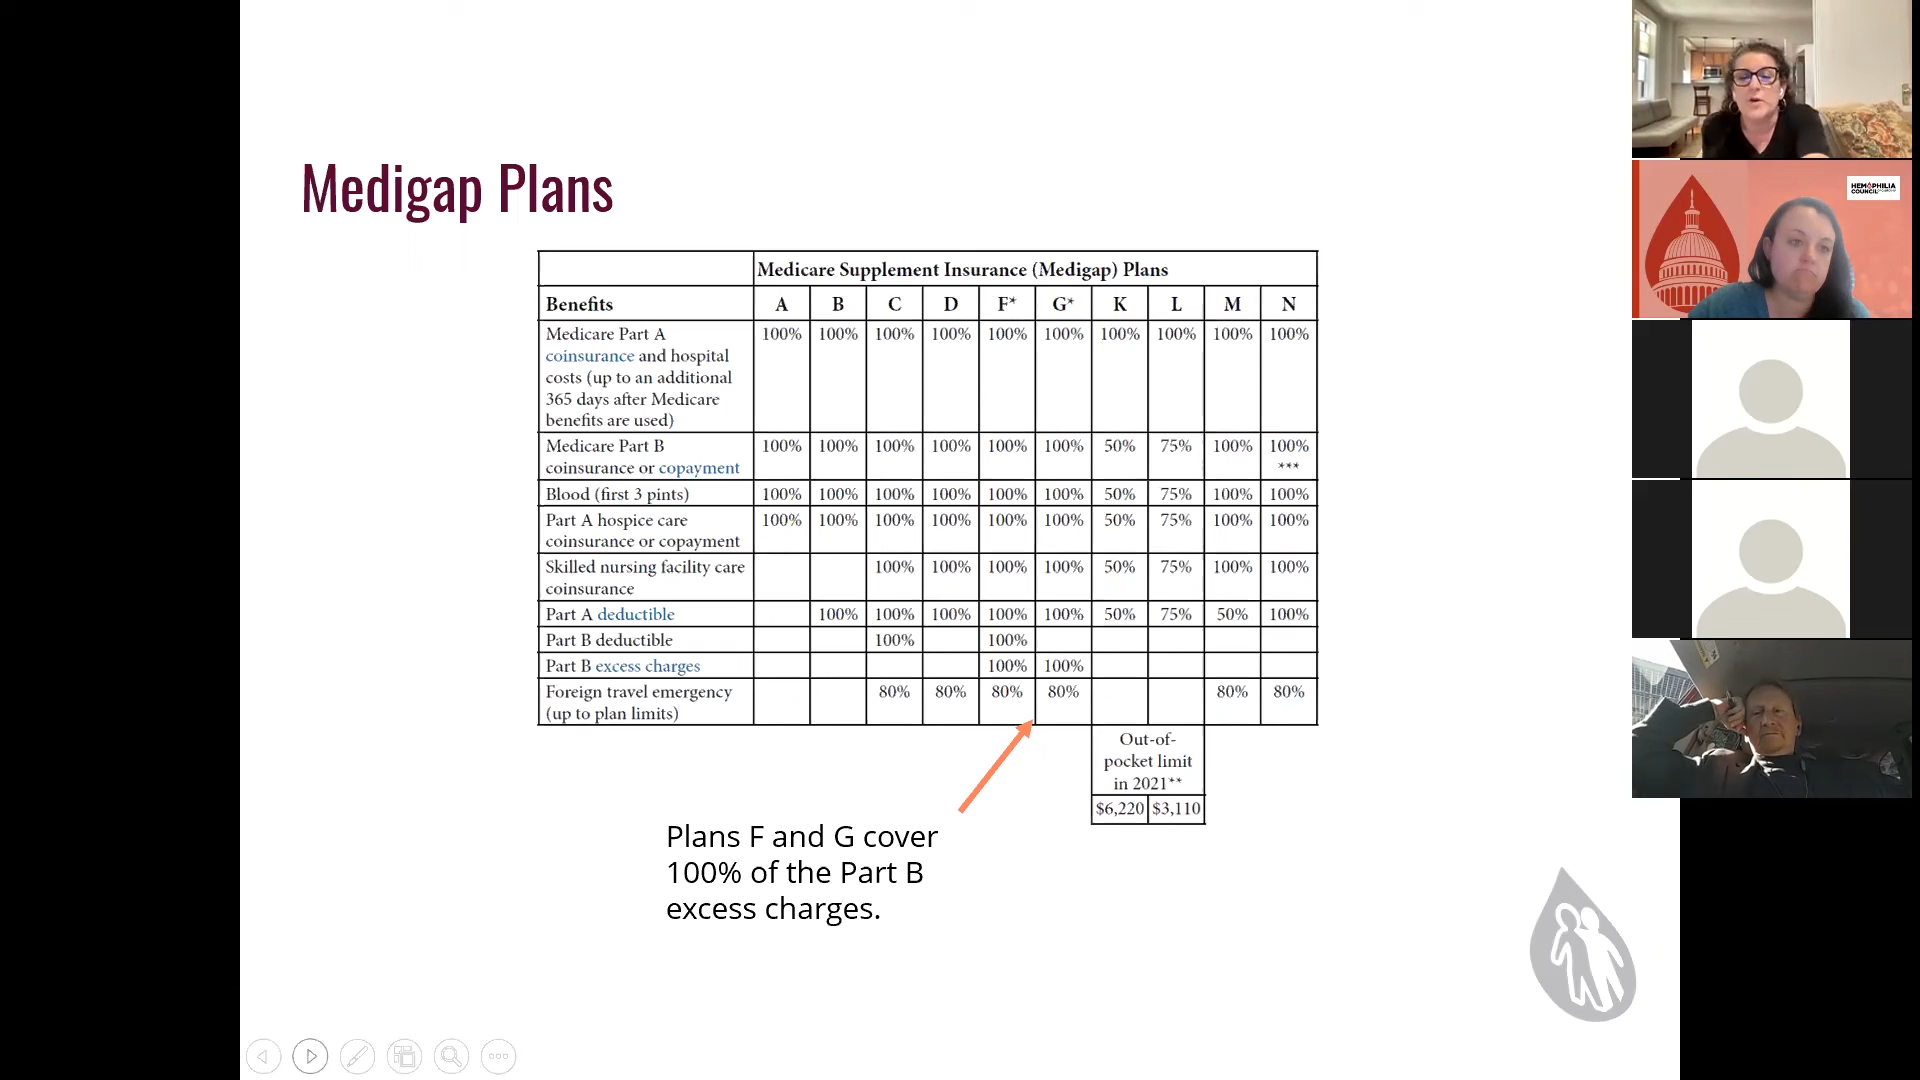 Medigap Plans
Medicare Supplement Insurance (Medigap) Plans
Benefits A B C D F* G* K L M N
Medicare Part A 100% 100% 100% 100% 100% 100% 100% 100% 100% 100%
coinsurance and hospital
costs (up to an additional
365 days after Medicare
benefits are used)
Medicare Part B 100% 100% 100% 100% 100% 100% 50% 75% 100% 100%
coinsurance or copayment ***
Blood (first 3 pints) 100% 100% 100% 100% 100% 100% 50% 75% 100% 100%
Part A hospice care 100% 100% 100% 100% 100% 100% 50% 75% 100% 100%
coinsurance or copayment
Skilled nursing facility care 100% 100% 100% 100% 50% 75% 100% 100%
coinsurance
Part A deductible 100% 100% 100% 100% 100% 50% 75% 50% 100%
Part B deductible 100% 100%
Part B excess charges 100% 100%
Foreign travel emergency 80% 80% 80% 80% 80% 80%
(up to plan limits)
Out-of-
pocket limit
in 2021**
$6,220 $3,110
Plans F and G cover
100% of the Part B
excess charges.
HEMOPHILIA
COUNCIL